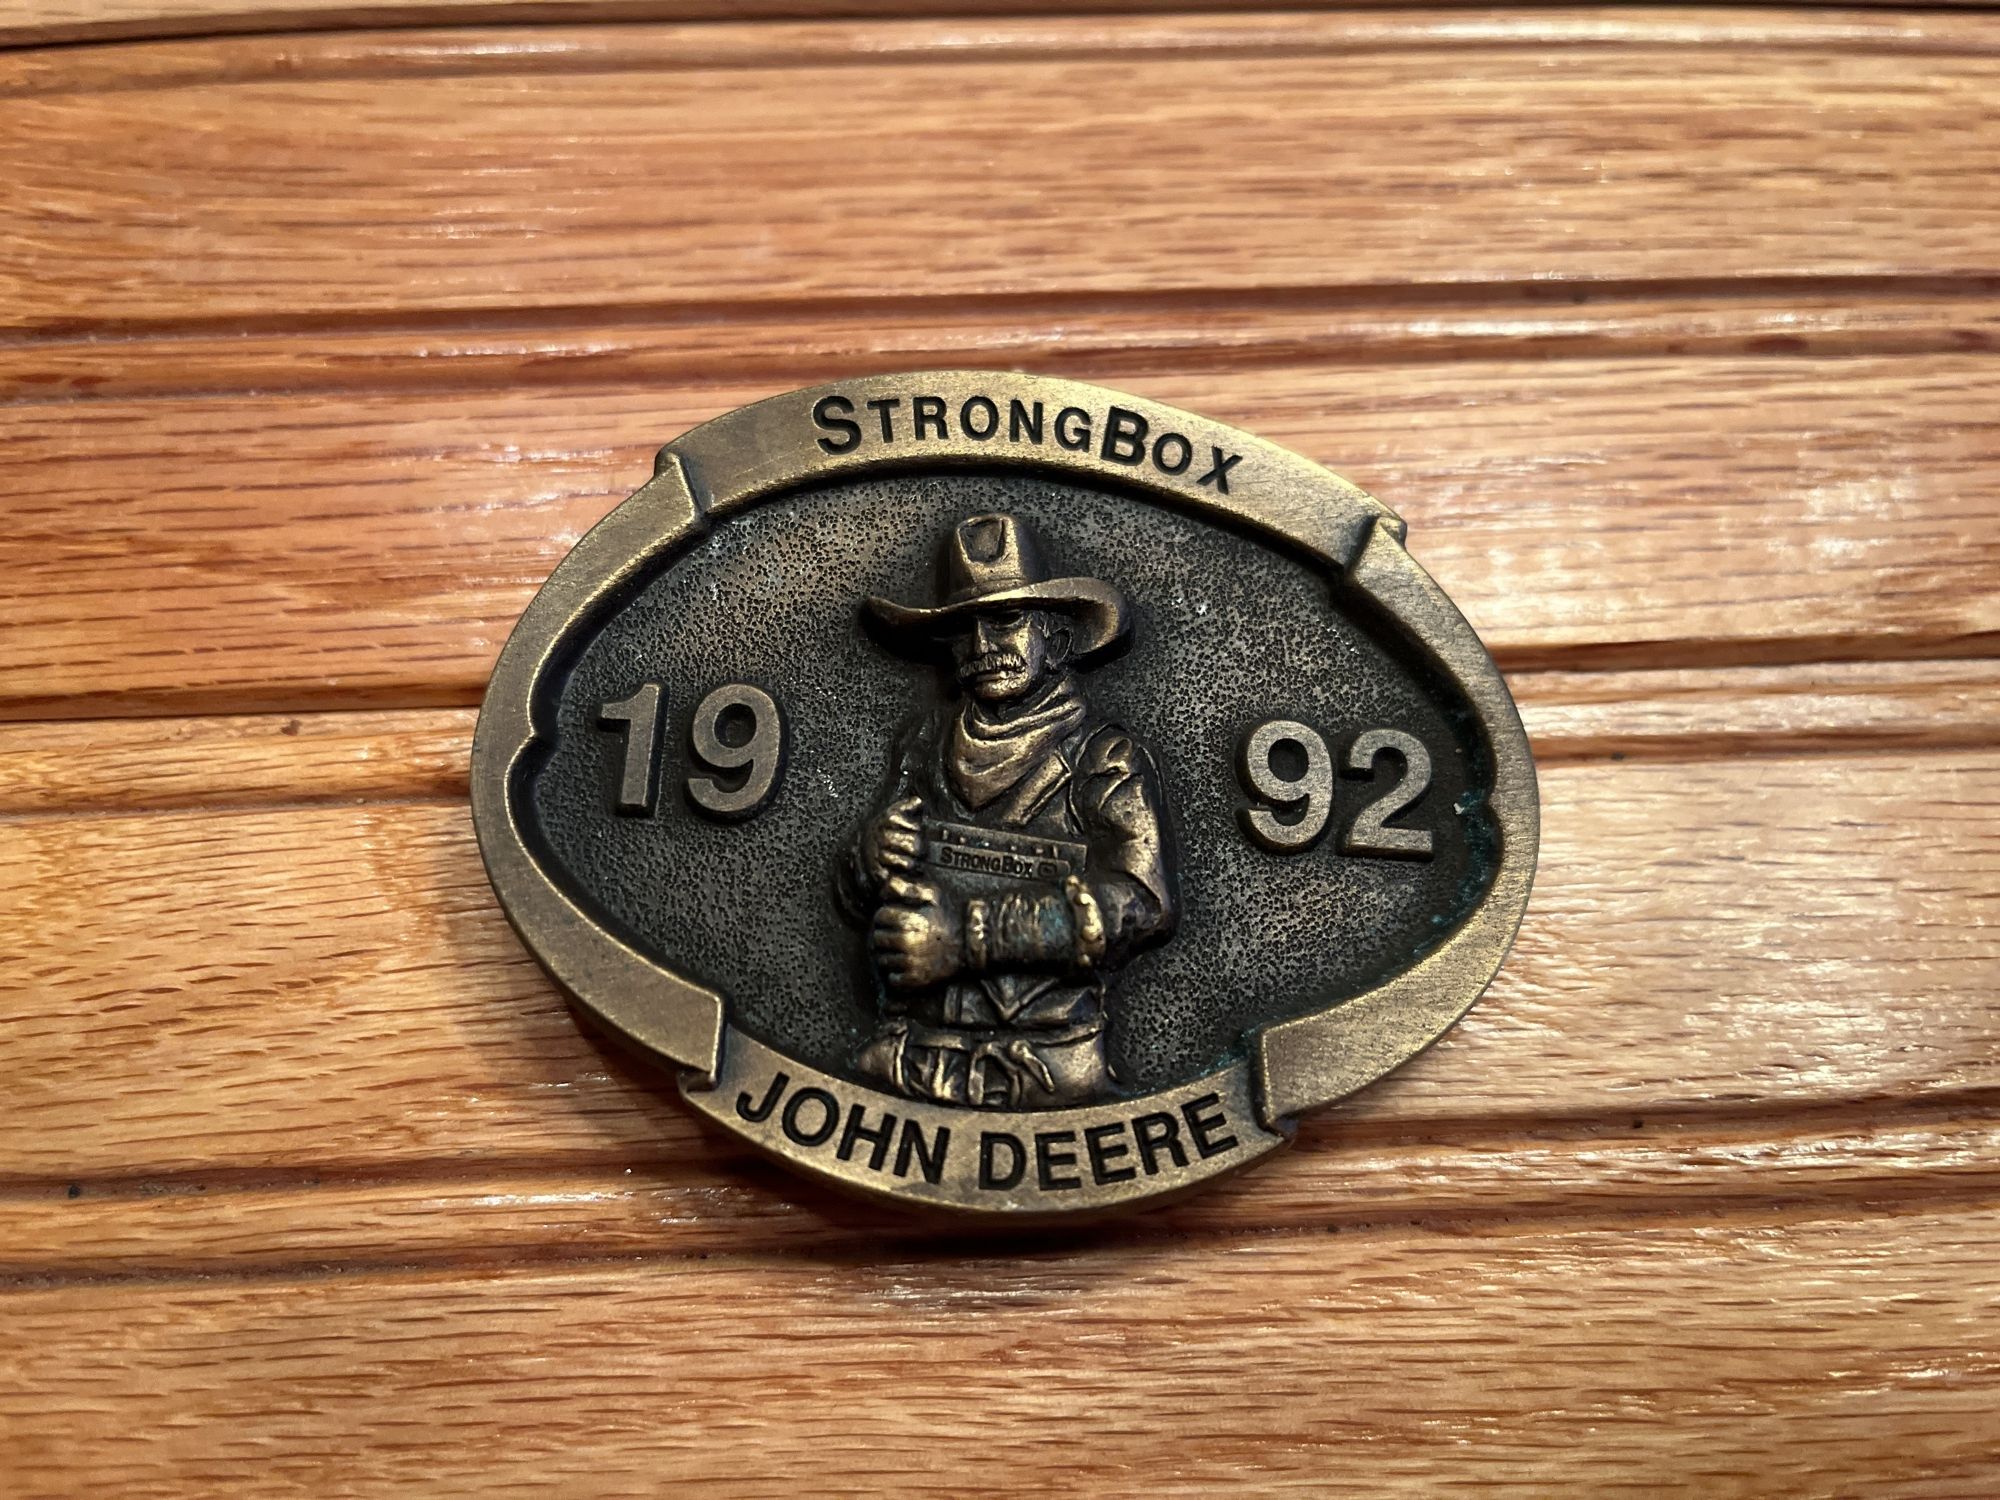 STRONGBOX
19 92
STRONGBOX
JOHN DEERE